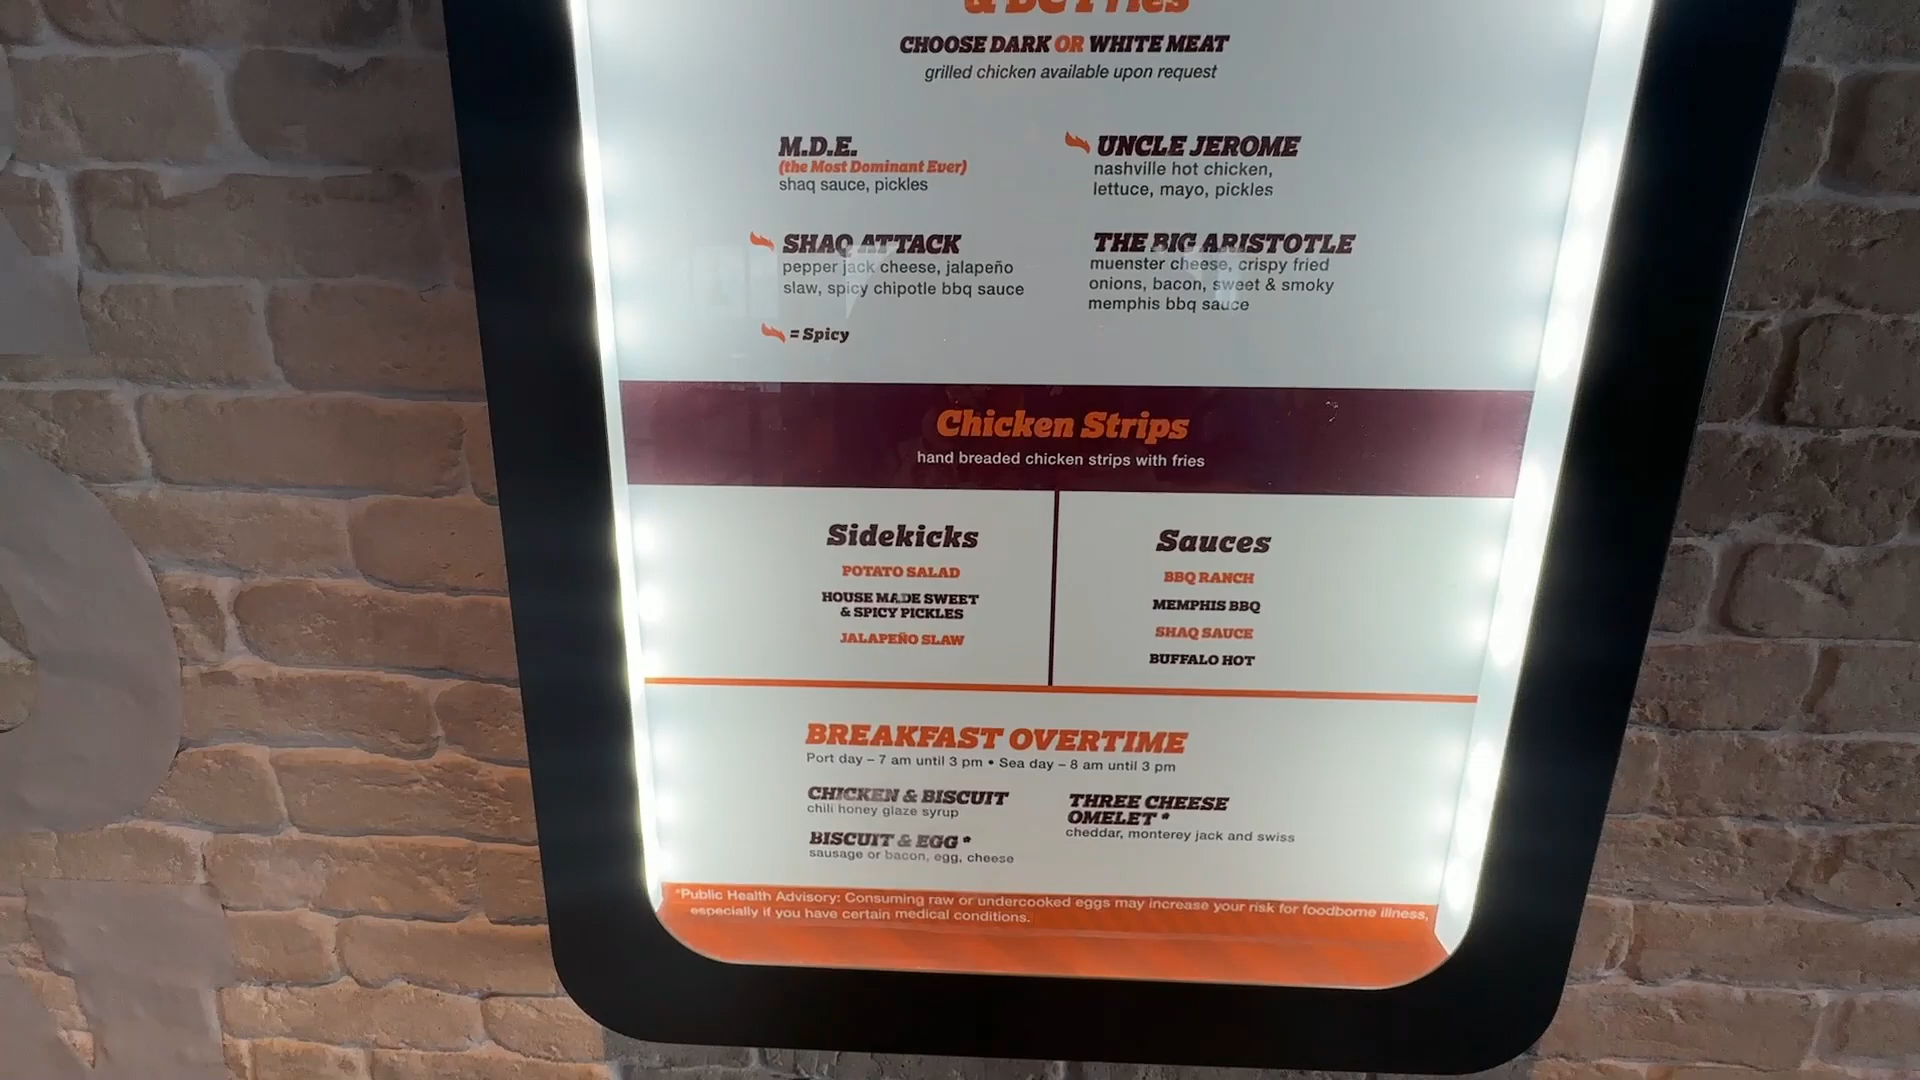 & BC Fries
CHOOSE DARK OR WHITE MEAT
grilled chicken available upon request
M.D.E.
(the Most Dominant Ever)
shaq sauce, pickles
UNCLE JEROME
nashville hot chicken,
lettuce, mayo, pickles
SHAQ ATTACK
pepper jack cheese, jalapeño
slaw, spicy chipotle bbq sauce
THE BIG ARISTOTLE
muenster cheese, crispy fried
onions, bacon, sweet & smoky
memphis bbq sauce
= Spicy
Chicken Strips
hand breaded chicken strips with fries
Sidekicks
POTATO SALAD
HOUSE MADE SWEET
& SPICY PICKLES
JALAPEÑO SLAW
Sauces
BBQ RANCH
MEMPHIS BBQ
SHAQ SAUCE
BUFFALO HOT
BREAKFAST OVERTIME
Port day – 7 am until 3 pm • Sea day – 8 am until 3 pm
CHICKEN & BISCUIT
chili honey glaze syrup
BISCUIT & EGG *
sausage or bacon, egg, cheese
THREE CHEESE
OMELET *
cheddar, monterey jack and swiss
*Public Health Advisory: Consuming raw or undercooked eggs may increase your risk for foodborne illness,
especially if you have certain medical conditions.